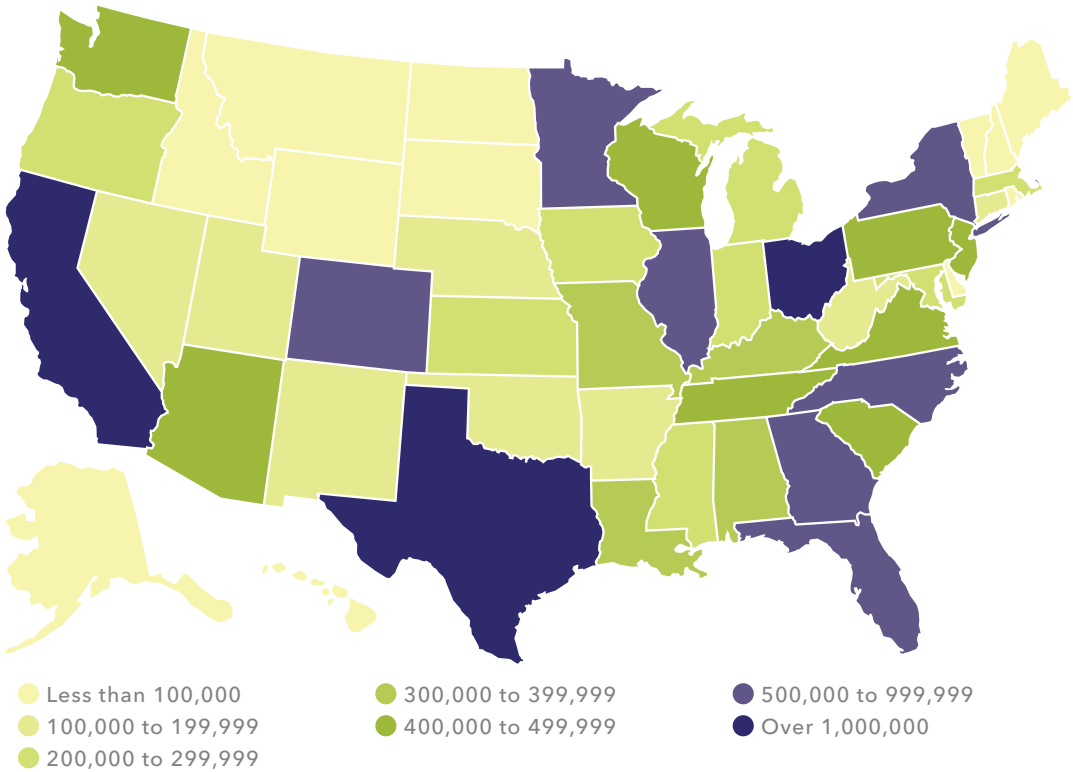 Less than 100,000
100,000 to 199,999
200,000 to 299,999
300,000 to 399,999
400,000 to 499,999
500,000 to 999,999
Over 1,000,000